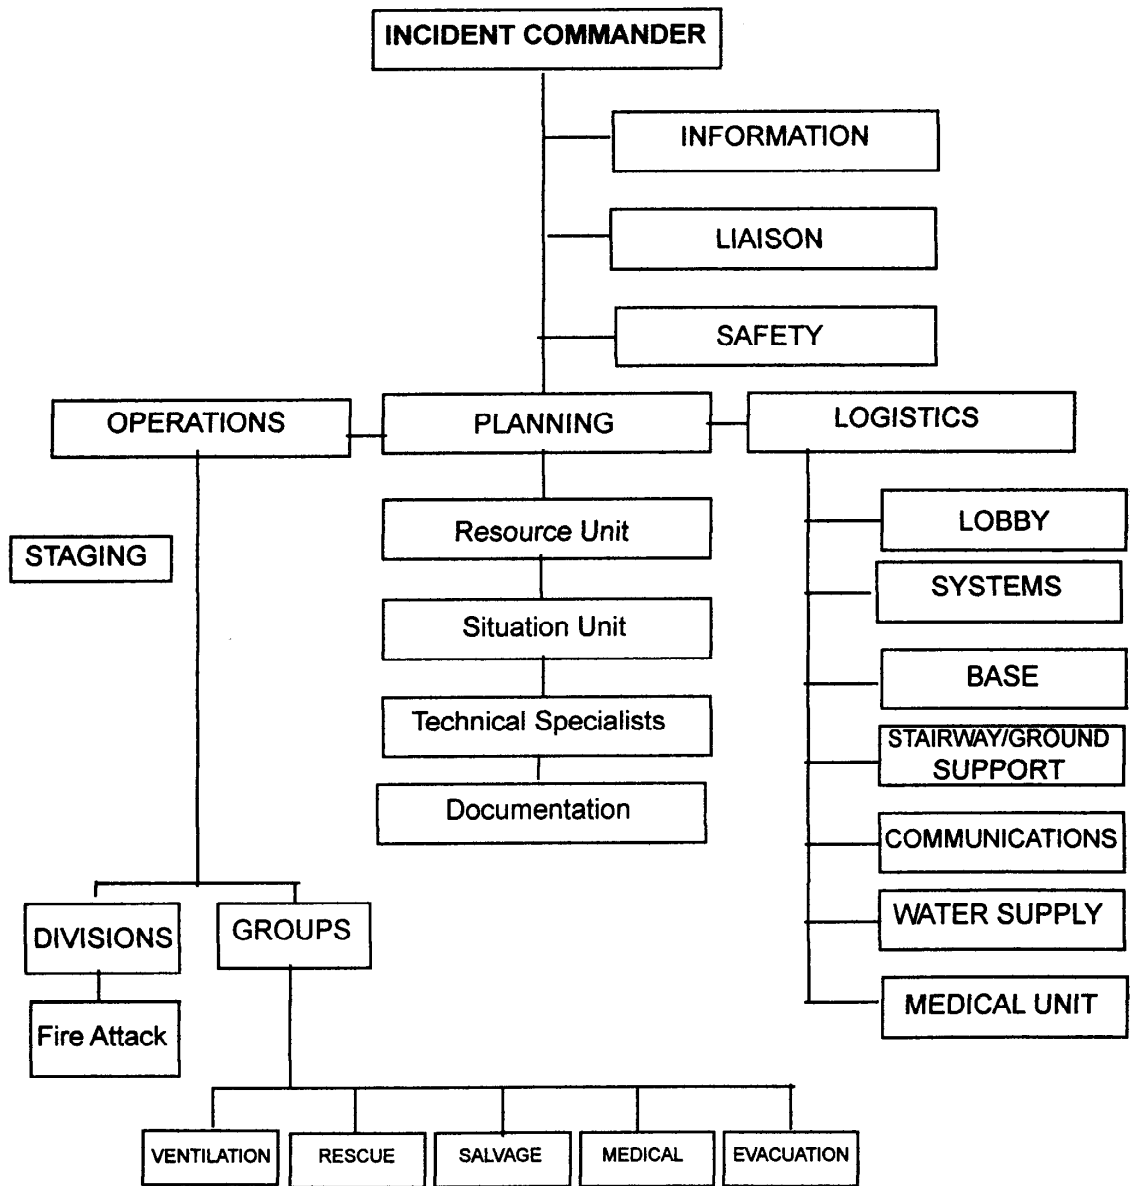 INCIDENT COMMANDER
INFORMATION
LIAISON
SAFETY
OPERATIONS
PLANNING
LOGISTICS
Resource Unit
LOBBY
STAGING
SYSTEMS
Situation Unit
BASE
Technical Specialists
STAIRWAY/GROUND
SUPPORT
Documentation
COMMUNICATIONS
DIVISIONS
GROUPS
WATER SUPPLY
Fire Attack
MEDICAL UNIT
VENTILATION
RESCUE
SALVAGE
MEDICAL
EVACUATION